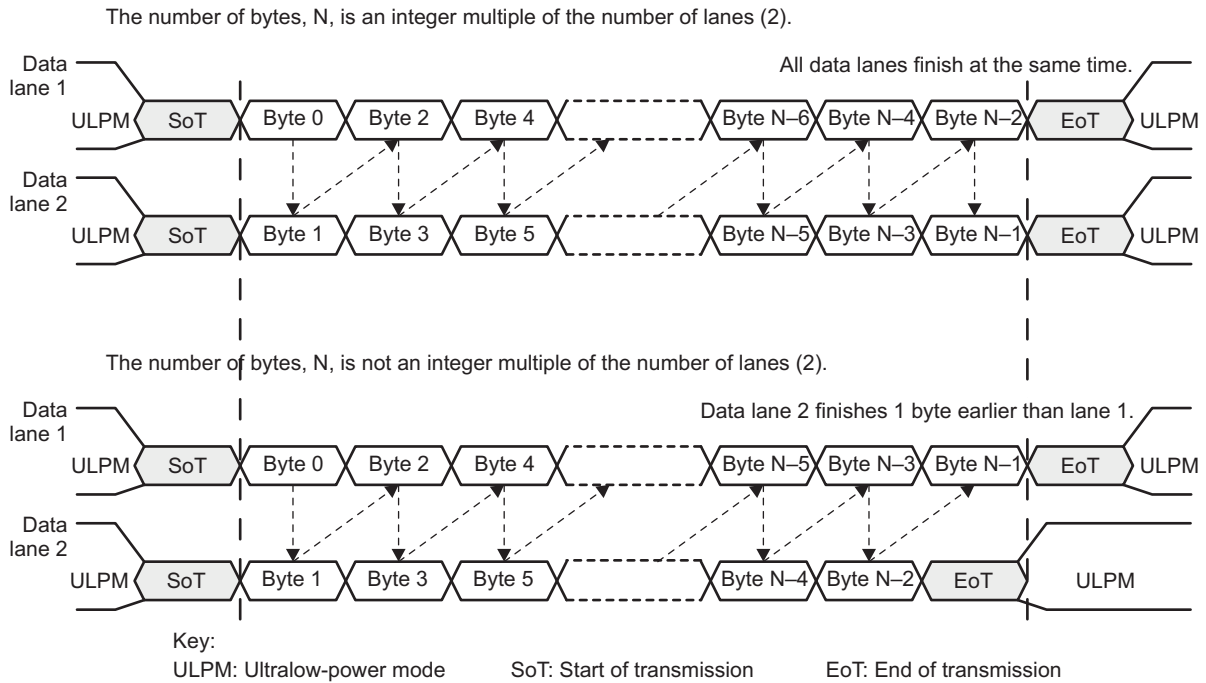 The number of bytes, N, is an integer multiple of the number of lanes (2).
All data lanes finish at the same time.
Data
lane 1
ULPM SoT Byte 0 Byte 2 Byte 4 Byte N–6 Byte N–4 Byte N–2 EoT ULPM
Data
lane 2
ULPM SoT Byte 1 Byte 3 Byte 5 Byte N–5 Byte N–3 Byte N–1 EoT ULPM
The number of bytes, N, is not an integer multiple of the number of lanes (2).
Data lane 2 finishes 1 byte earlier than lane 1.
Data
lane 1
ULPM SoT Byte 0 Byte 2 Byte 4 Byte N–5 Byte N–3 Byte N–1 EoT ULPM
Data
lane 2
ULPM SoT Byte 1 Byte 3 Byte 5 Byte N–4 Byte N–2 EoT ULPM
Key:
ULPM: Ultralow-power mode SoT: Start of transmission EoT: End of transmission